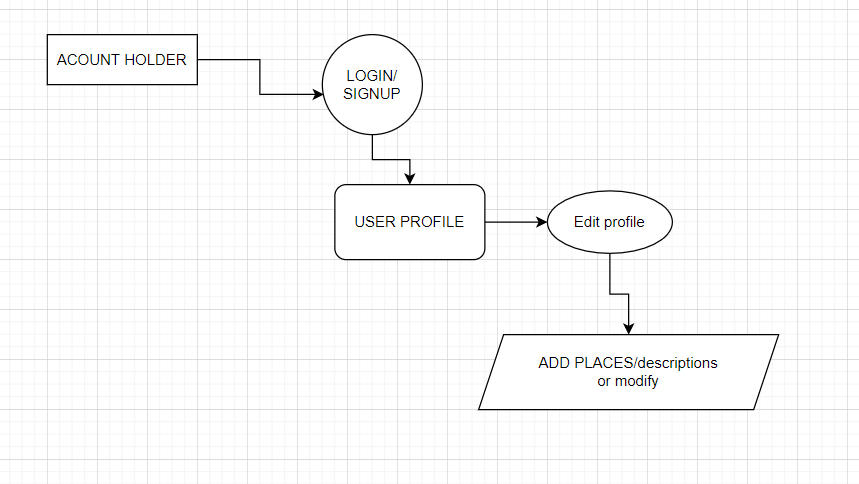 ACOUNT HOLDER
LOGIN/
SIGNUP
USER PROFILE
Edit profile
ADD PLACES/descriptions
or modify